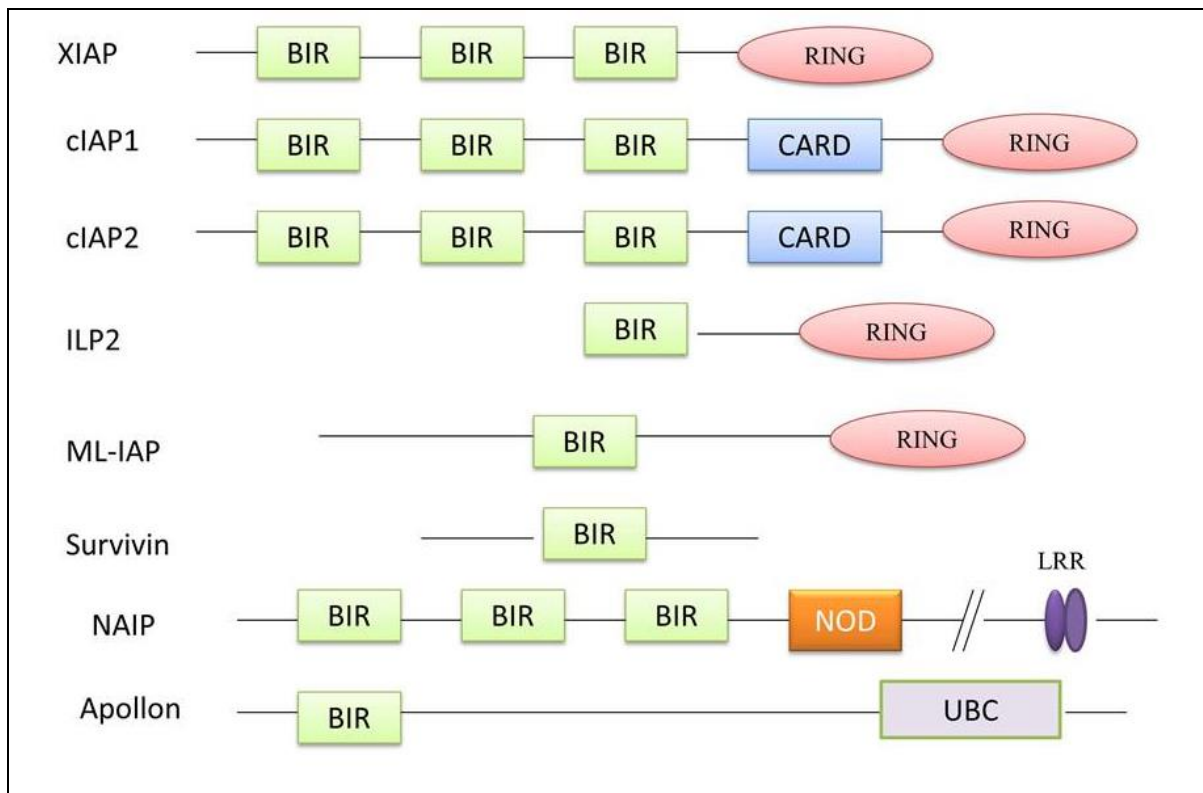 XIAP BIR BIR BIR RING
cIAP1 BIR BIR BIR CARD RING
cIAP2 BIR BIR BIR CARD RING
ILP2 BIR RING
ML-IAP BIR RING
Survivin BIR
LRR
NAIP BIR BIR BIR NOD
Apollon BIR UBC